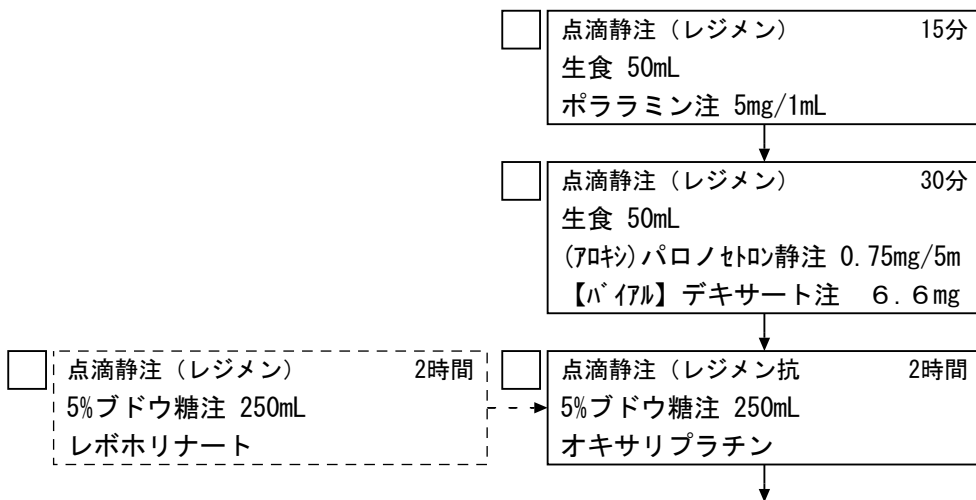 点滴静注（レジメン） 15分
生食 50mL
ポララミン注 5mg/1mL
点滴静注（レジメン） 30分
生食 50mL
(ｱﾛｷｼ)パロノｾﾄﾛﾝ静注 0.75mg/5m
【ﾊﾞｲｱﾙ】デキサート注　６.６mg
点滴静注（レジメン） 2時間
5%ブドウ糖注 250mL
レボホリナート
点滴静注（レジメン抗 2時間
5%ブドウ糖注 250mL
オキサリプラチン